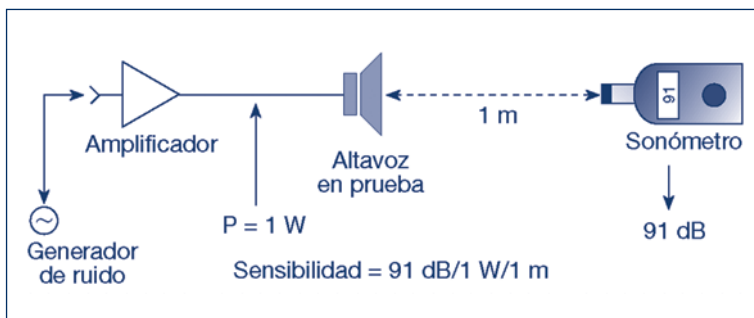 Amplificador
1 m
91
Sonómetro
Altavoz
en prueba
P = 1 W
91 dB
Generador
de ruido
Sensibilidad = 91 dB/1 W/1 m